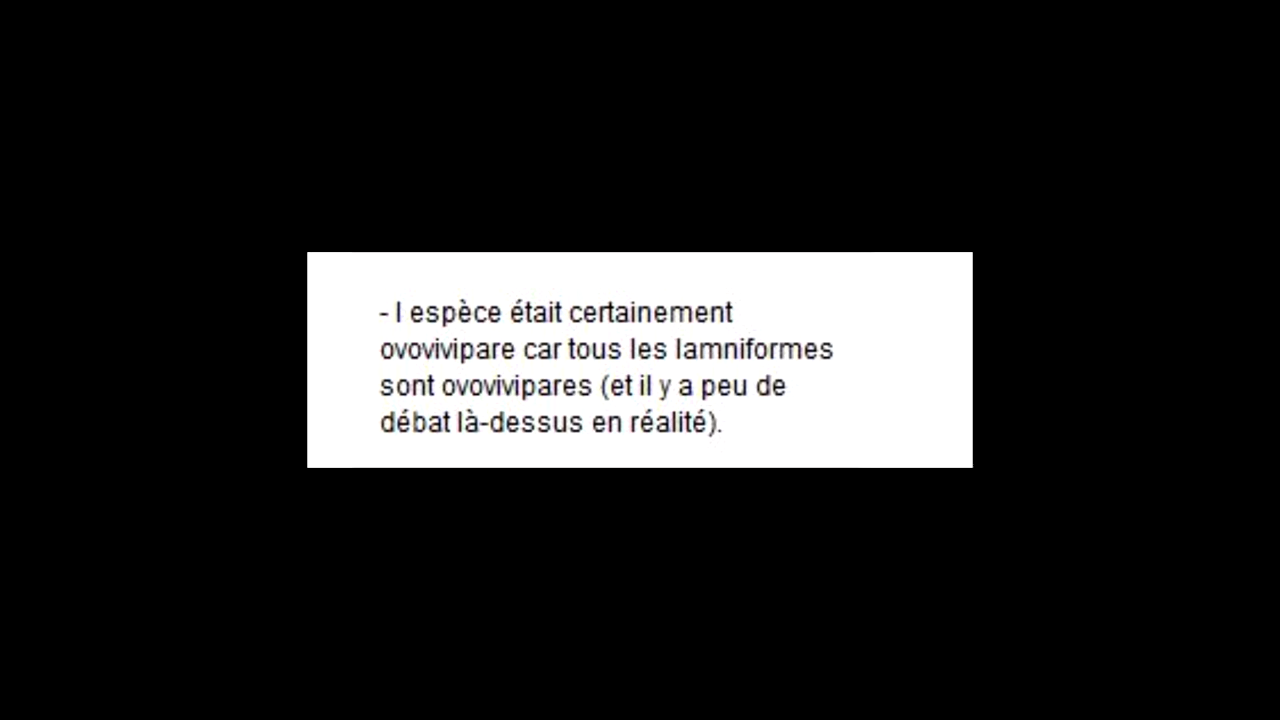 - l espèce était certainement
ovovivipare car tous les lamniformes
sont ovovivipares (et il y a peu de
débat là-dessus en réalité).